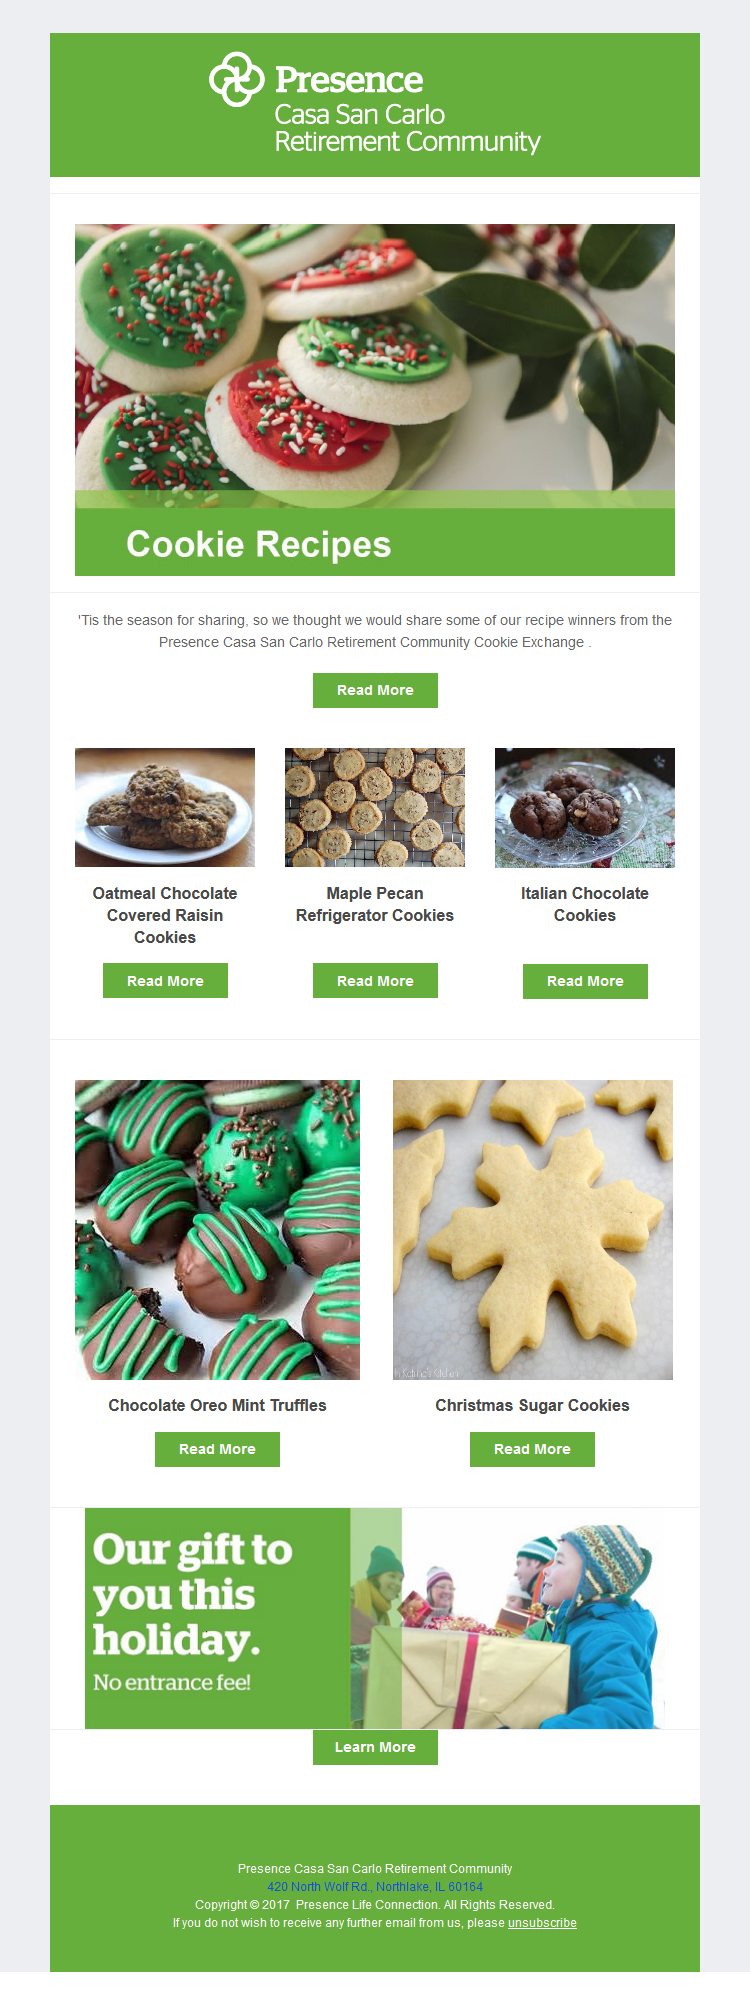 Presence
Casa San Carlo
Retirement Community
Cookie Recipes
'Tis the season for sharing, so we thought we would share some of our recipe winners from the
Presence Casa San Carlo Retirement Community Cookie Exchange .
Read More
Oatmeal Chocolate
Covered Raisin
Cookies
Read More
Maple Pecan
Refrigerator Cookies
Read More
Italian Chocolate
Cookies
Read More
Chocolate Oreo Mint Truffles
Read More
Christmas Sugar Cookies
Read More
Our gift to
you this
holiday.
No entrance fee!
Learn More
Presence Casa San Carlo Retirement Community
420 North Wolf Rd., Northlake, IL 60164
Copyright © 2017 Presence Life Connection. All Rights Reserved.
If you do not wish to receive any further email from us, please unsubscribe